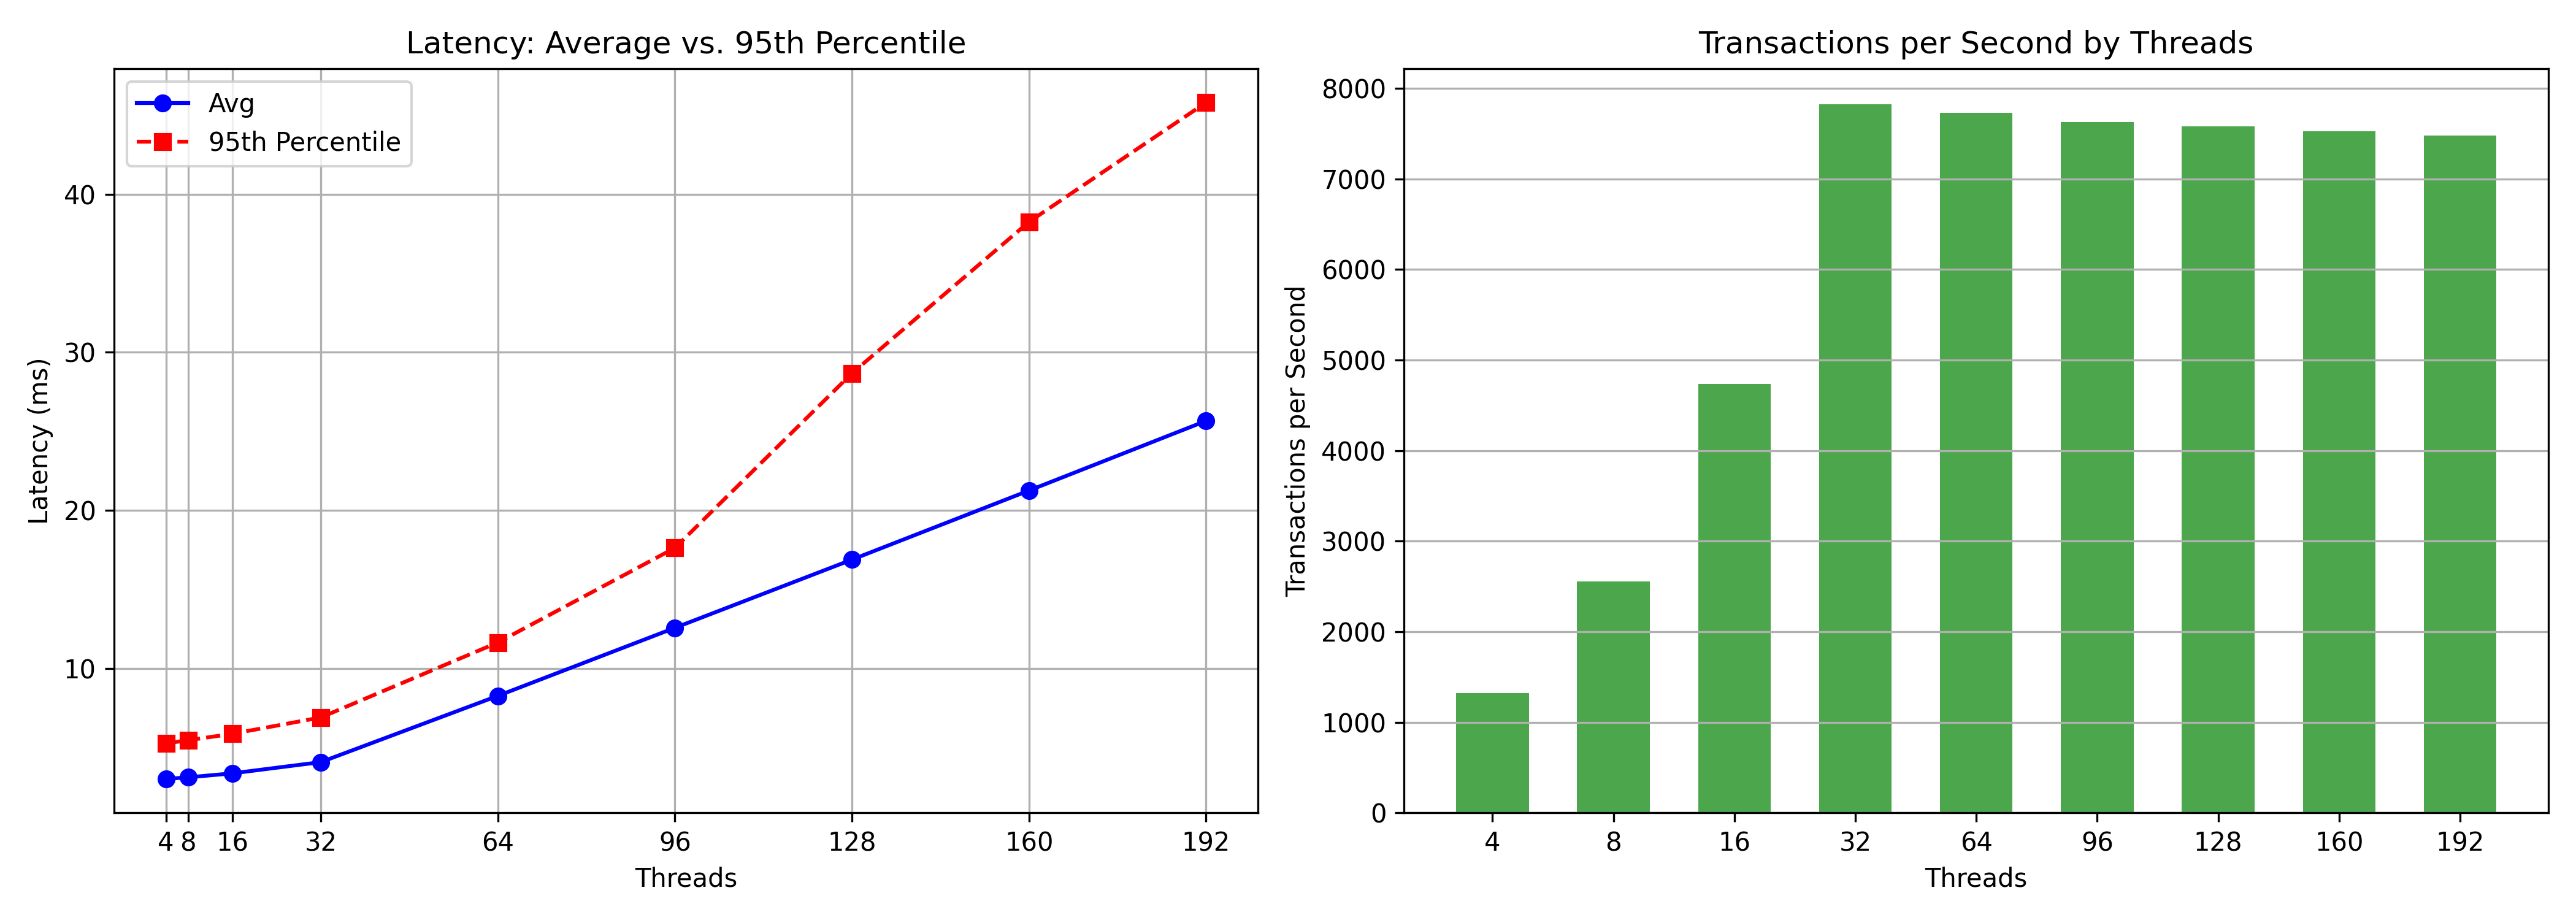 Latency: Average vs. 95th Percentile
Avg
95th Percentile
40
30
20
10
Latency (ms)
4 8 16 32 64 96 128 160 192
Threads
Transactions per Second by Threads
8000
7000
6000
5000
4000
3000
2000
1000
0
Transactions per Second
4 8 16 32 64 96 128 160 192
Threads